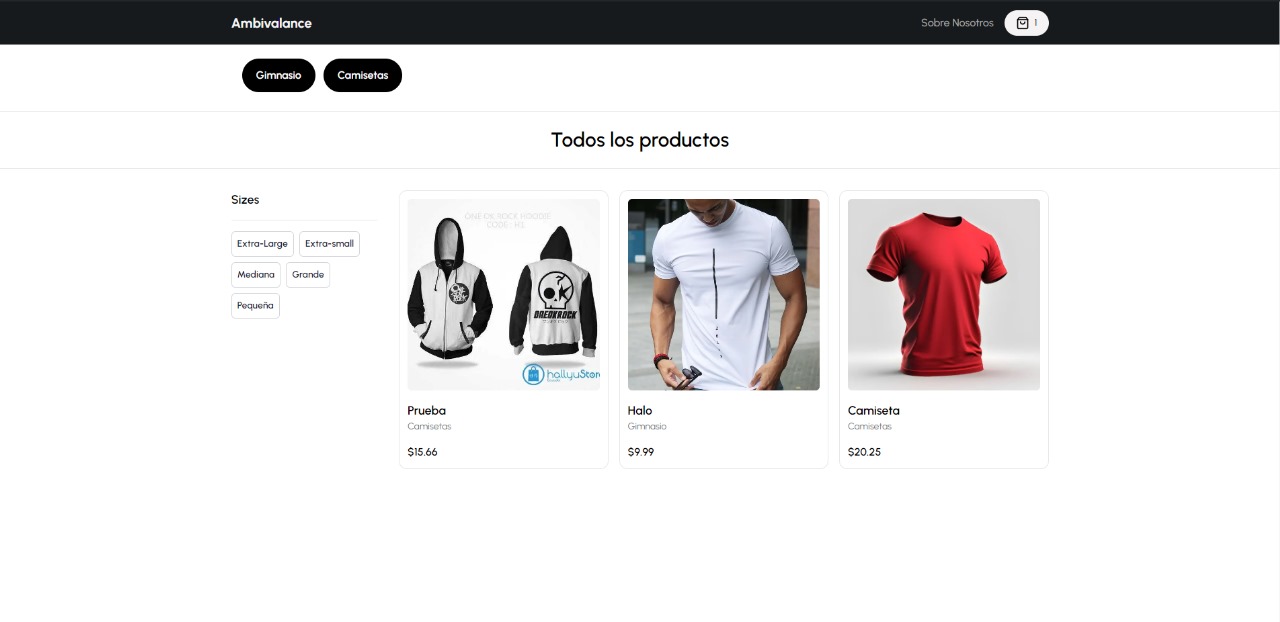 Ambivalance
Sobre Nosotros
1
Gimnasio
Camisetas
Todos los productos
Sizes
Extra-Large
Extra-small
Mediana
Grande
Pequeña
ONE OK ROCK HOODIE
CODE : H3
hallyuStore
Prueba
Camisetas
$15.66
Halo
Gimnasio
$9.99
Camiseta
Camisetas
$20.25